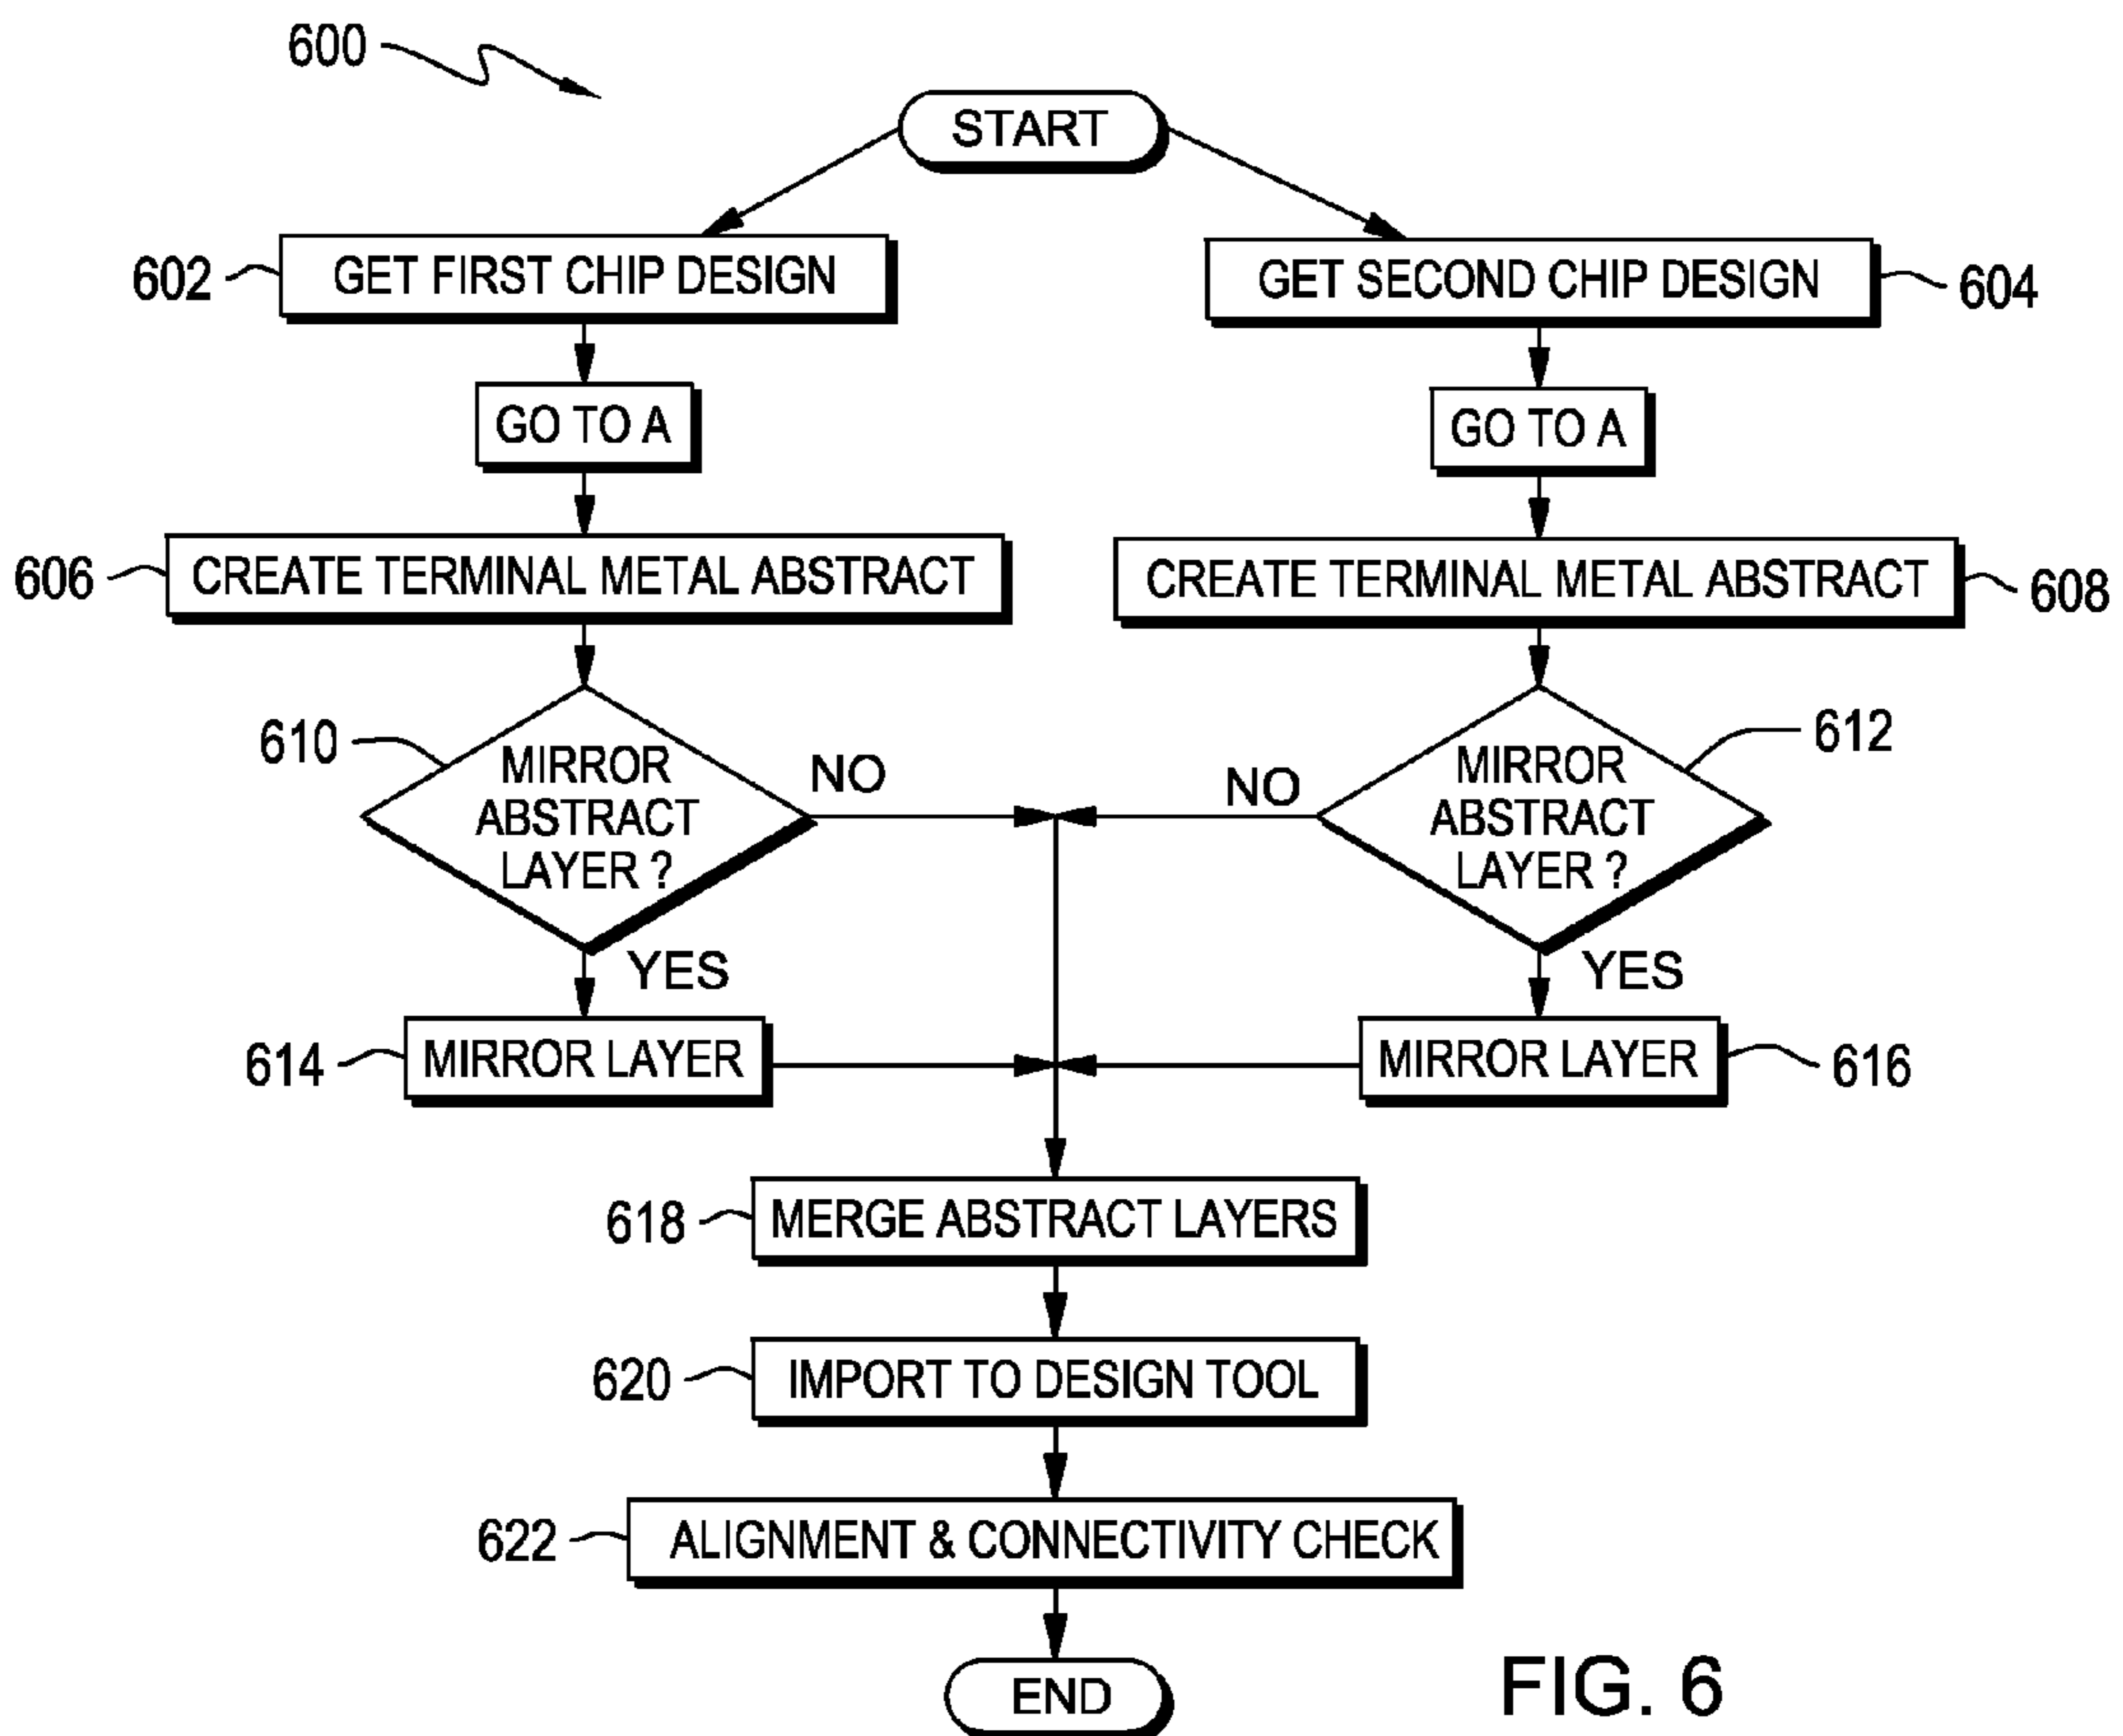 600
START
602
GET FIRST CHIP DESIGN
GET SECOND CHIP DESIGN
604
GO TO A
GO TO A
606
CREATE TERMINAL METAL ABSTRACT
CREATE TERMINAL METAL ABSTRACT
608
610
MIRROR
ABSTRACT
LAYER ?
NO
NO
MIRROR
ABSTRACT
LAYER ?
612
YES
YES
614
MIRROR LAYER
MIRROR LAYER
616
618
MERGE ABSTRACT LAYERS
620
IMPORT TO DESIGN TOOL
622
ALIGNMENT & CONNECTIVITY CHECK
END
FIG. 6